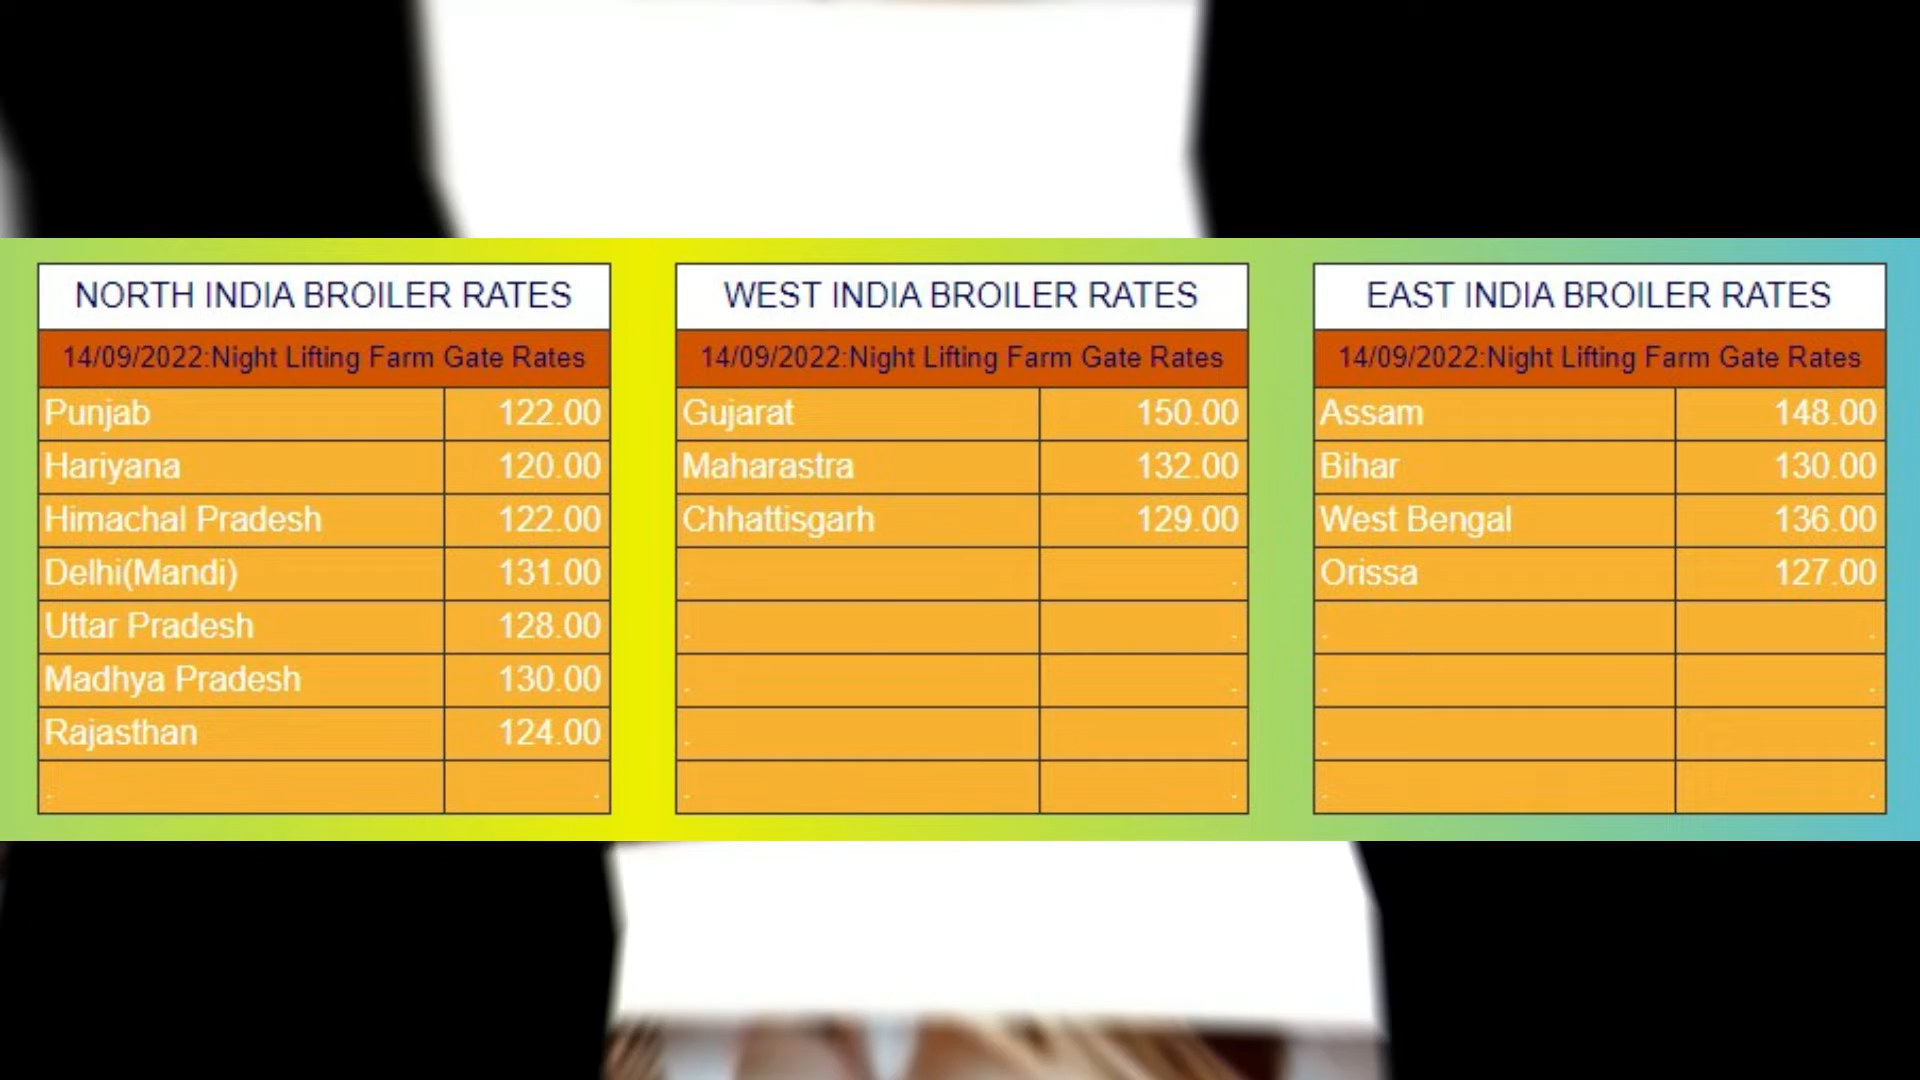 NORTH INDIA BROILER RATES
14/09/2022:Night Lifting Farm Gate Rates
Punjab 122.00
Hariyana 120.00
Himachal Pradesh 122.00
Delhi(Mandi) 131.00
Uttar Pradesh 128.00
Madhya Pradesh 130.00
Rajasthan 124.00
. .
WEST INDIA BROILER RATES
14/09/2022:Night Lifting Farm Gate Rates
Gujarat 150.00
Maharastra 132.00
Chhattisgarh 129.00
. .
. .
. .
. .
. .
EAST INDIA BROILER RATES
14/09/2022:Night Lifting Farm Gate Rates
Assam 148.00
Bihar 130.00
West Bengal 136.00
Orissa 127.00
. .
. .
. .
. .